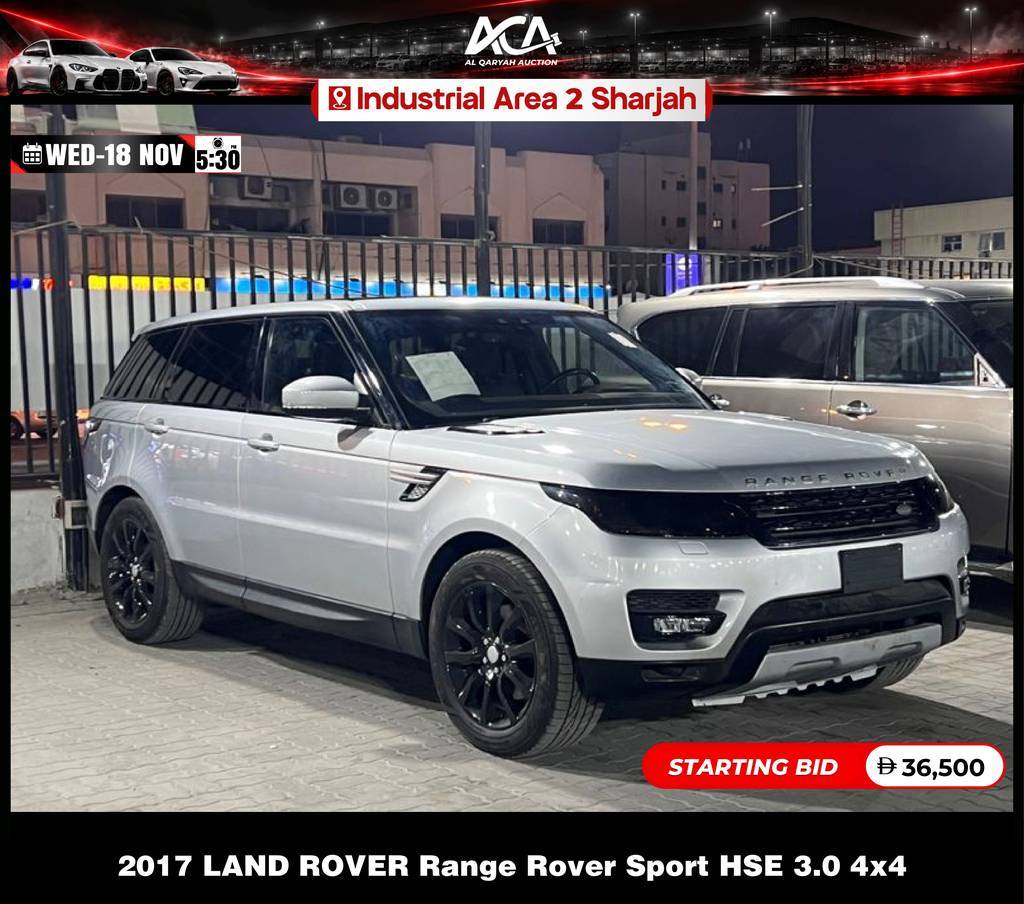 ACA
AL QARYAH AUCTION
Industrial Area 2 Sharjah
WED-18 NOV 5:30 PM
RANGE ROVER
STARTING BID 36,500
2017 LAND ROVER Range Rover Sport HSE 3.0 4x4